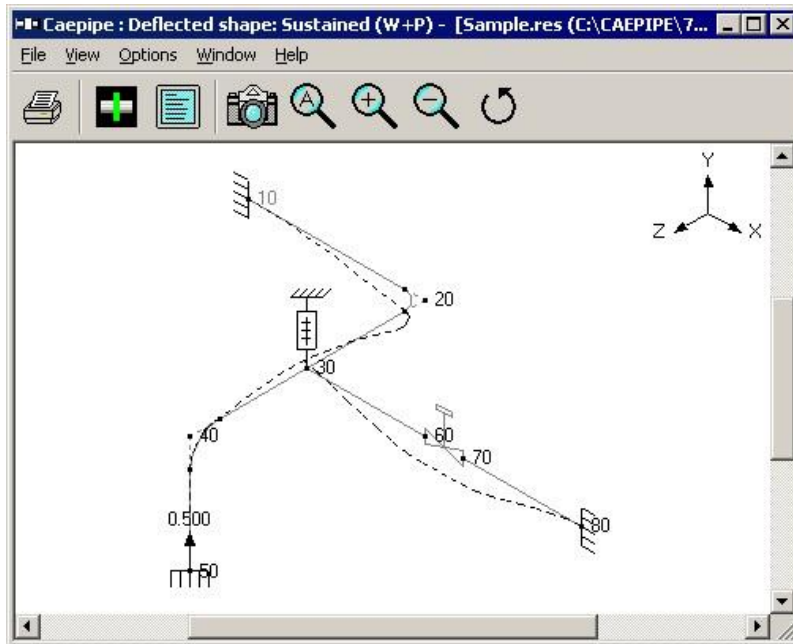 Caepipe : Deflected shape: Sustained (W+P) - [Sample.res (C:\CAEPIPE\7...
File View Options Window Help
A
Y
Z X
10
20
30
40
60
70
0.500
80
50